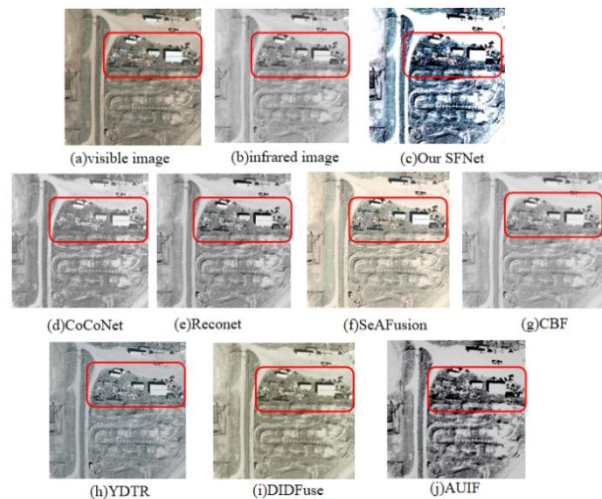 (a)visible image
(b)infrared image
(c)Our SFNet
(d)CoCoNet
(e)Reconet
(f)SeAFusion
(g)CBF
(h)YDTR
(i)DIDFuse
(j)AUIF